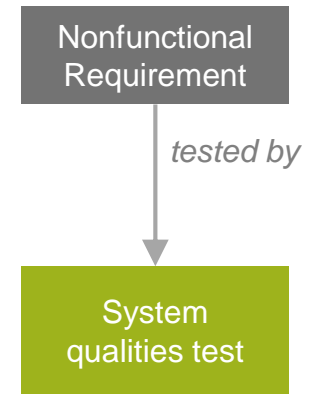 Nonfunctional
Requirement
tested by
System
qualities test